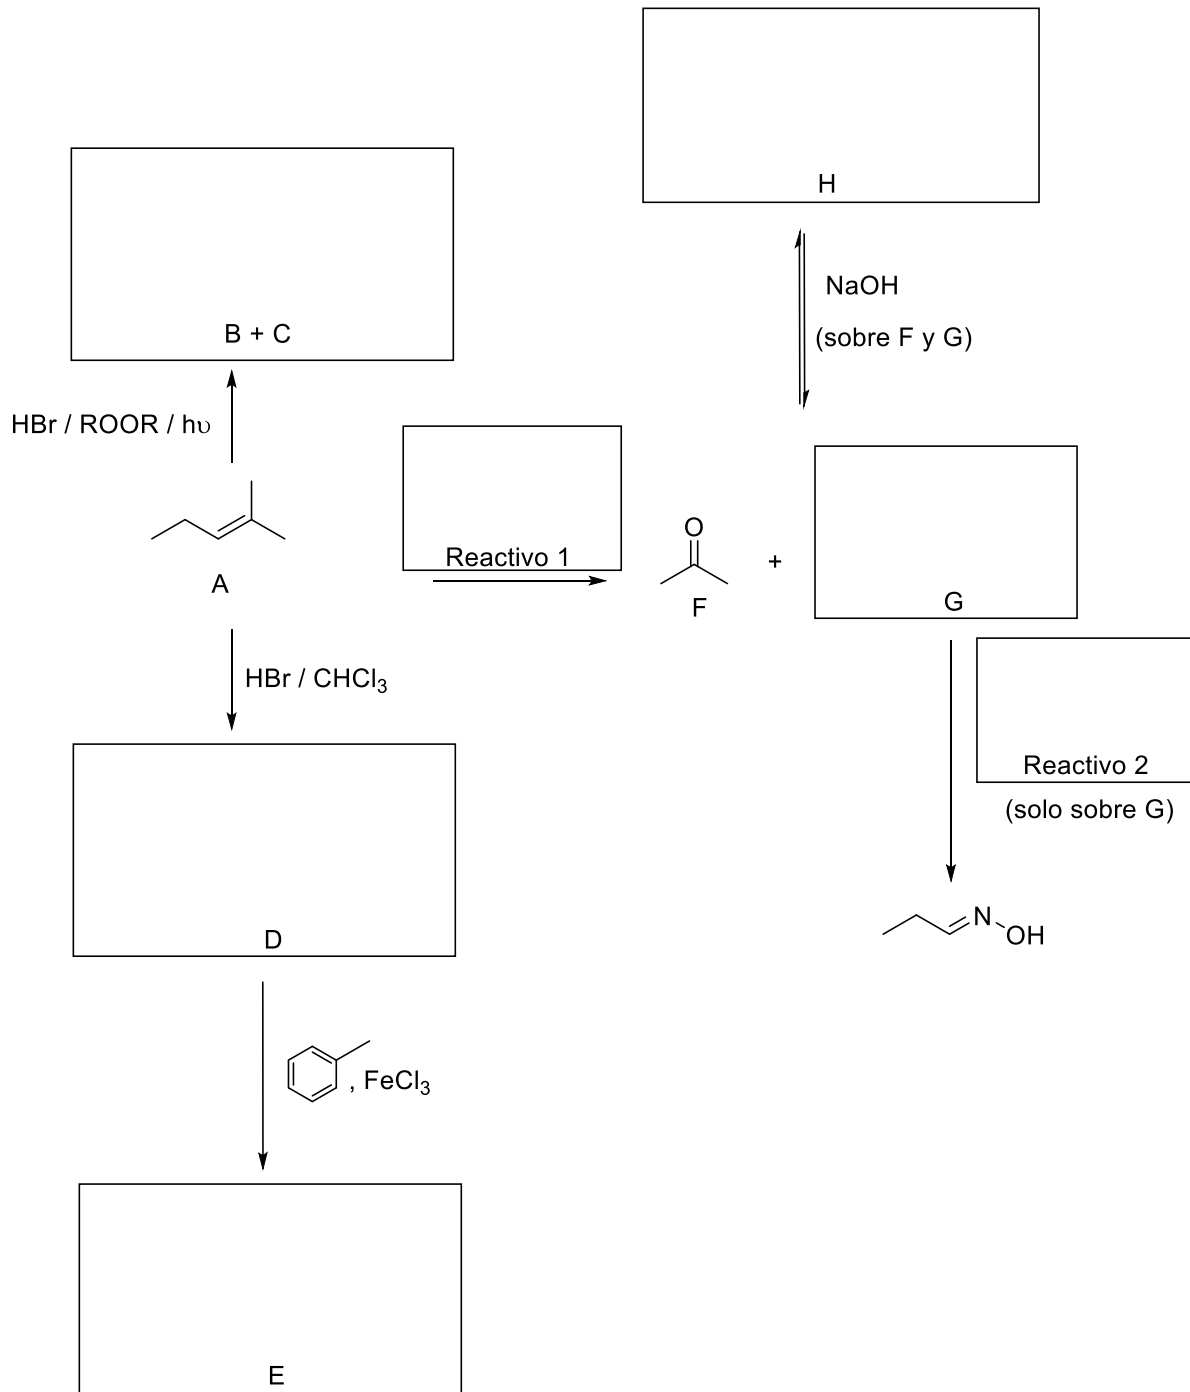 H
NaOH
(sobre F y G)
B + C
HBr / ROOR / hυ
A
Reactivo 1
O
F
+
G
HBr / CHCl3
Reactivo 2
(solo sobre G)
N
OH
D
, FeCl3
E